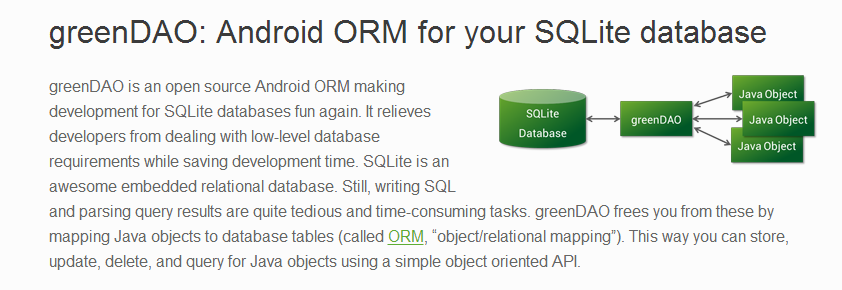 greenDAO: Android ORM for your SQLite database
greenDAO is an open source Android ORM making
development for SQLite databases fun again. It relieves
developers from dealing with low-level database
requirements while saving development time. SQLite is an
awesome embedded relational database. Still, writing SQL
and parsing query results are quite tedious and time-consuming tasks. greenDAO frees you from these by
mapping Java objects to database tables (called ORM, “object/relational mapping”). This way you can store,
update, delete, and query for Java objects using a simple object oriented API.
SQLite
Database
greenDAO
Java Object
Java Object
Java Object